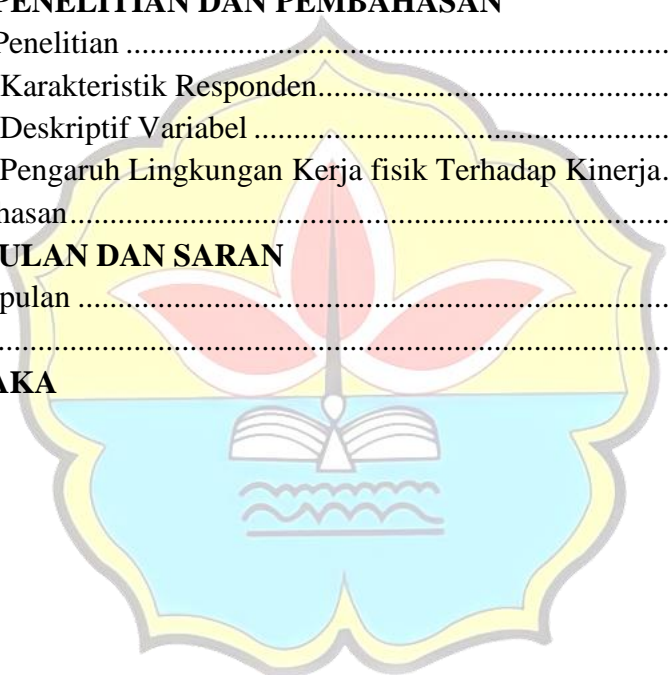 PENELITIAN DAN PEMBAHASAN
Penelitian ....................................................................
Karakteristik Responden............................................
Deskriptif Variabel ....................................................
Pengaruh Lingkungan Kerja fisik Terhadap Kinerja.
hasan...........................................................................
ULAN DAN SARAN
pulan ..........................................................................
....................................................................................
AKA